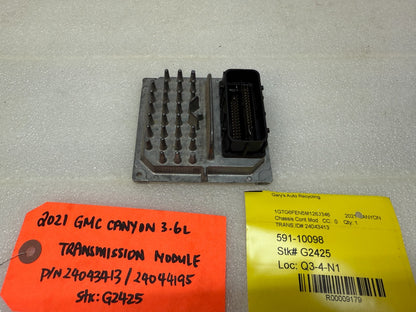 2021 GMC CANYON 3.6L
TRANSMISSION MODULE
P/N 24043413 / 24044195
Stk: G2425
Gary's Auto Recycling
1GTG6FEN5M1263346 2021 CANYON
Chassis Cont Mod CC: 0 Qty. 1
TRANS,ID# 24043413
591-10098
Stk# G2425
Loc: Q3-4-N1
R00009179